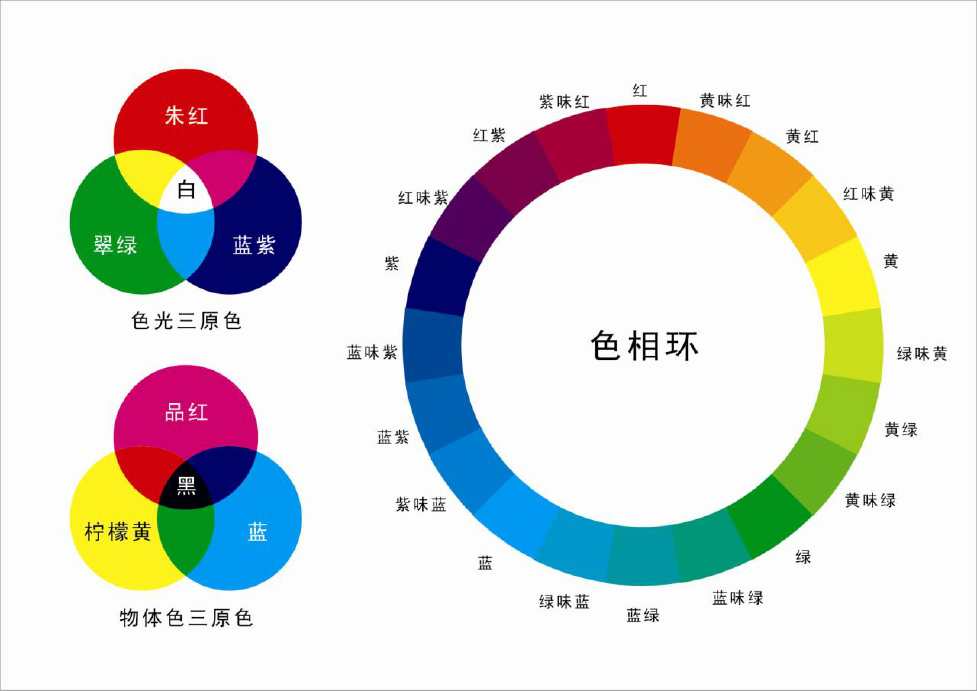 朱红
白
翠绿
蓝紫
色光三原色
品红
黑
柠檬黄
蓝
物体色三原色
色相环
红
黄味红
黄红
红味黄
黄
绿味黄
黄绿
黄味绿
绿
蓝味绿
蓝绿
绿味蓝
蓝
紫味蓝
蓝紫
蓝味紫
紫
红味紫
红紫
紫味红